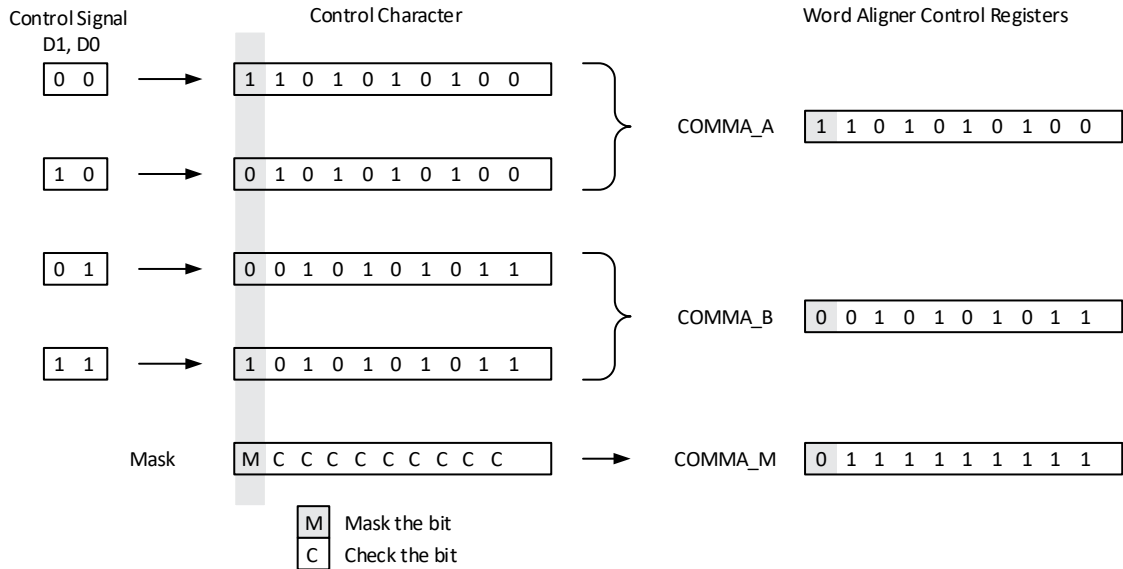 Control Signal
D1, D0
Control Character
Word Aligner Control Registers
0 0
1 1 0 1 0 1 0 1 0 0
COMMA_A
1 1 0 1 0 1 0 1 0 0
1 0
0 1 0 1 0 1 0 1 0 0
0 1
0 0 1 0 1 0 1 0 1 1
COMMA_B
0 0 1 0 1 0 1 0 1 1
1 1
1 0 1 0 1 0 1 0 1 1
Mask
M C C C C C C C C C
COMMA_M
0 1 1 1 1 1 1 1 1 1
M Mask the bit
C Check the bit